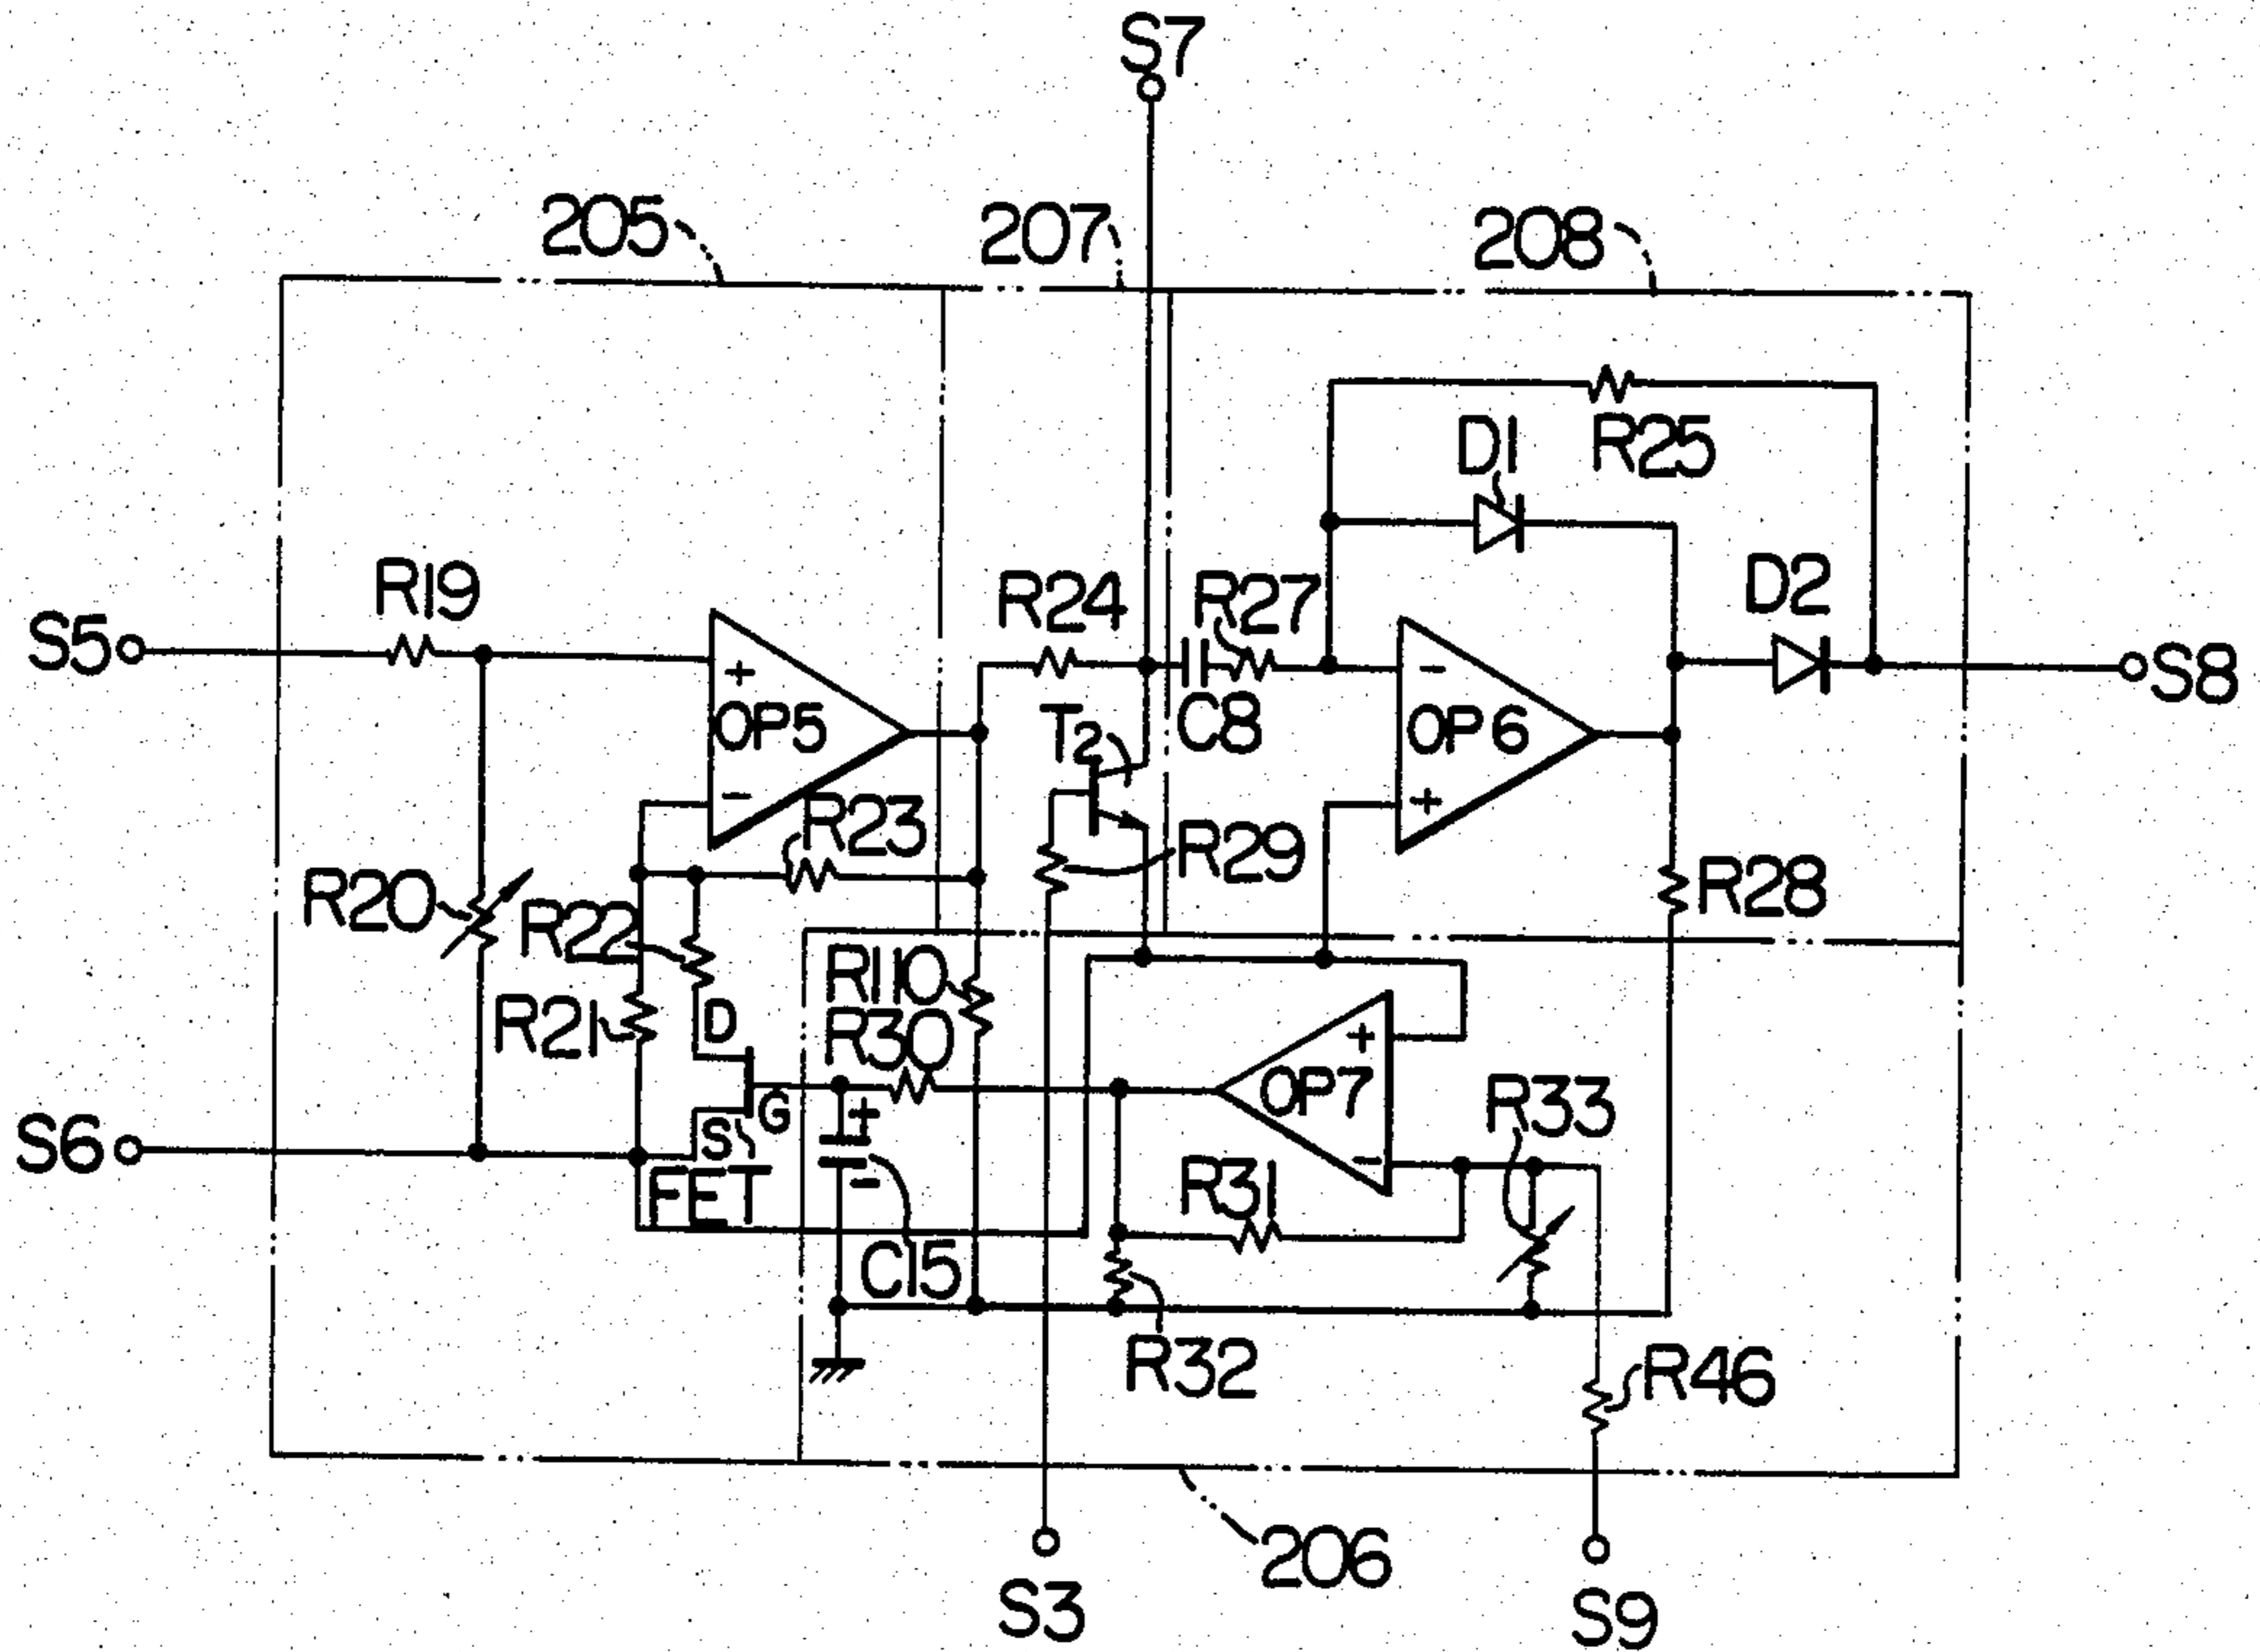 S7
205
207
208
D1
R25
R19
S5
R24
R27
D2
S8
+
OP5
-
T2
C8
-
OP6
+
R23
R29
R20
R22
R28
R110
R21
D
R30
+
OP7
-
G
S
+
-
R33
S6
FET
R31
C15
R32
R46
206
S3
S9